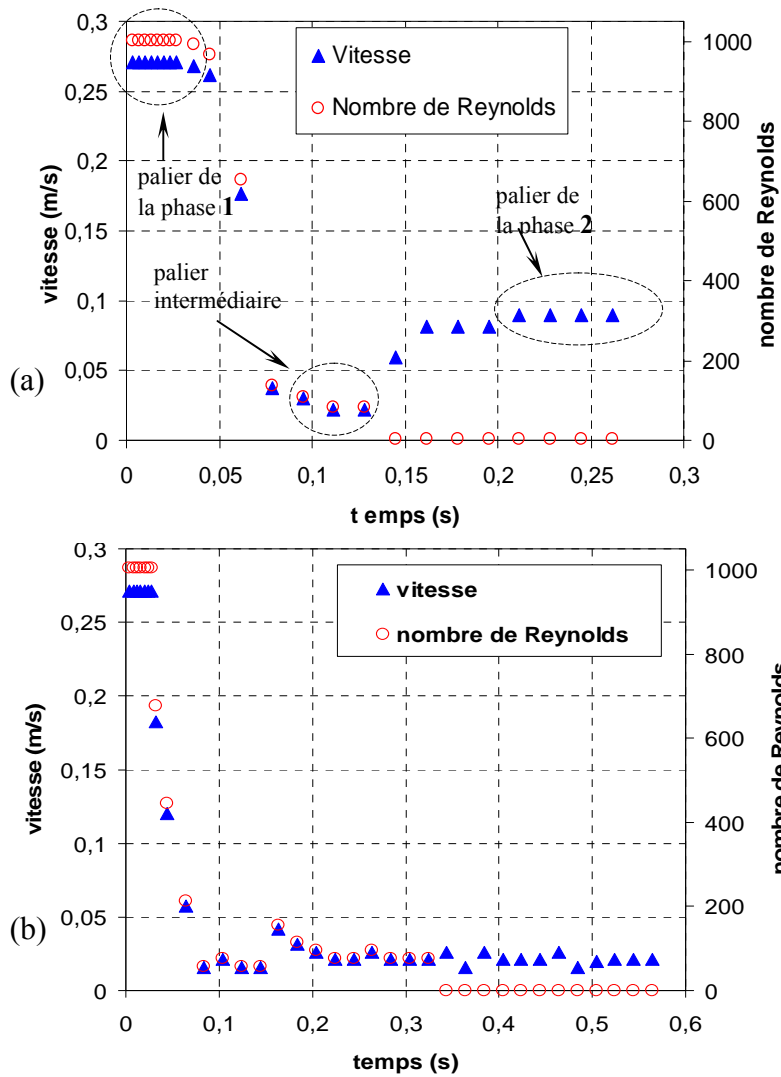 0,3
0,25
0,2
0,15
0,1
0,05
0
vitesse (m/s)
1000
800
600
400
200
0
nombre de Reynolds
Vitesse
Nombre de Reynolds
palier de
la phase 1
palier de
la phase 2
palier
intermédiaire
(a)
0 0,05 0,1 0,15 0,2 0,25 0,3
t emps (s)
0,3
0,25
0,2
0,15
0,1
0,05
0
vitesse (m/s)
1000
800
600
400
200
0
nombre de Reynolds
vitesse
nombre de Reynolds
(b)
0 0,1 0,2 0,3 0,4 0,5 0,6
temps (s)